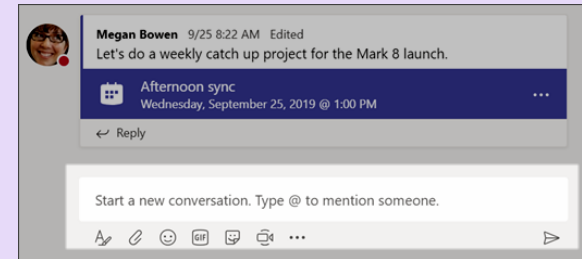 Megan Bowen 9/25 8:22 AM Edited
Let's do a weekly catch up project for the Mark 8 launch.
Afternoon sync
Wednesday, September 25, 2019 @ 1:00 PM
Reply
Start a new conversation. Type @ to mention someone.
GIF